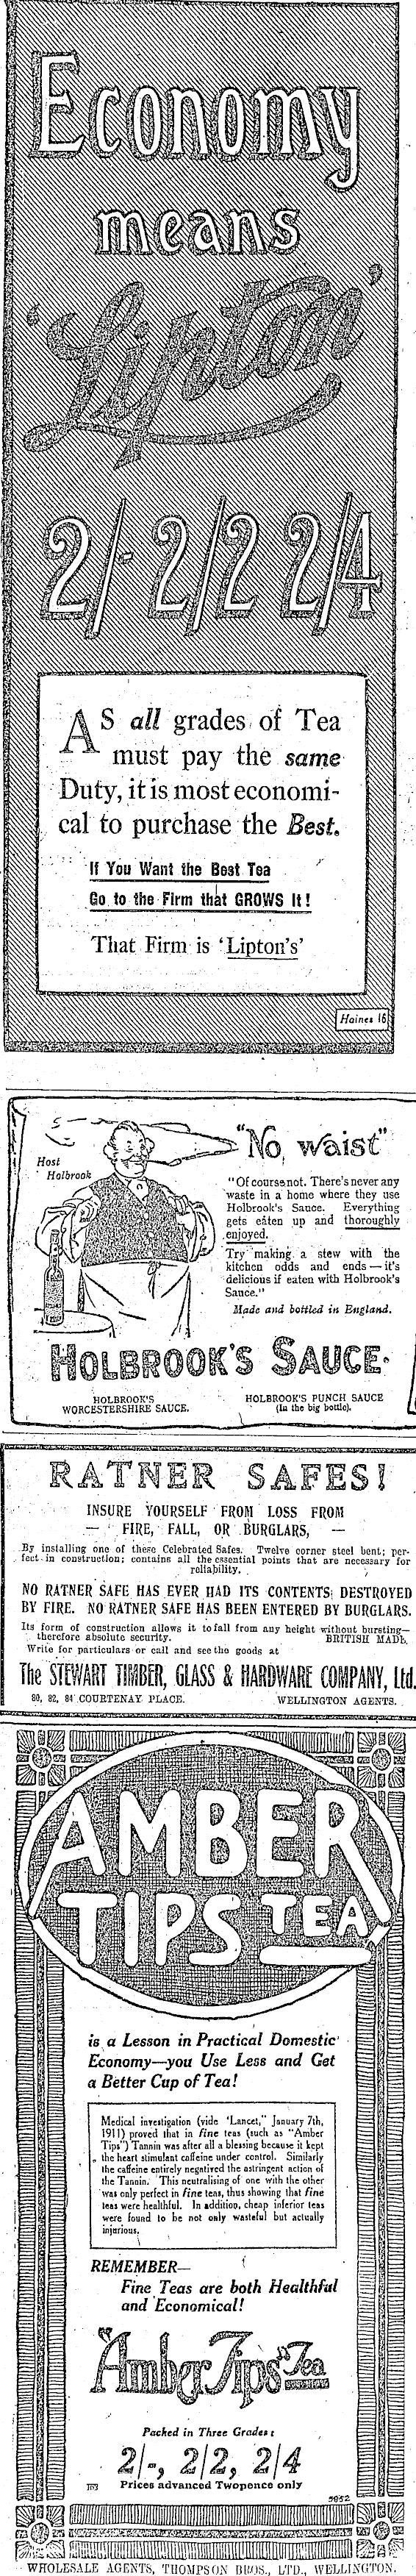 Economy
means
'Lipton'
2/- 2/2 2/4
AS all grades of Tea
must pay the same
Duty, it is most economi-
cal to purchase the Best.
If You Want the Best Tea
Go to the Firm that GROWS It!
That Firm is 'Lipton's'
Haines 16
Host
Holbrook
"No waist"
"Of course not. There's never any
waste in a home where they use
Holbrook's Sauce. Everything
gets eaten up and thoroughly
enjoyed.
Try making a stew with the
kitchen odds and ends—it's
delicious if eaten with Holbrook's
Sauce."
Made and bottled in England.
HOLBROOK'S SAUCE.
HOLBROOK'S
WORCESTERSHIRE SAUCE.
HOLBROOK'S PUNCH SAUCE
(In the big bottle).
RATNER SAFES!
INSURE YOURSELF FROM LOSS FROM
— FIRE, FALL, OR BURGLARS, —
By installing one of these Celebrated Safes. Twelve corner steel bent; per-
fect in construction; contains all the essential points that are necessary for
reliability.
NO RATNER SAFE HAS EVER HAD ITS CONTENTS DESTROYED
BY FIRE. NO RATNER SAFE HAS BEEN ENTERED BY BURGLARS.
Its form of construction allows it to fall from any height without bursting—
therefore absolute security. BRITISH MADE.
Write for particulars or call and see the goods at
The STEWART TIMBER, GLASS & HARDWARE COMPANY, Ltd.
80, 82, 84 COURTENAY PLACE. WELLINGTON AGENTS.
AMBER
TIPS TEA
is a Lesson in Practical Domestic
Economy—you Use Less and Get
a Better Cup of Tea!
Medical investigation (vide "Lancet," January 7th,
1911) proved that in fine teas (such as "Amber
Tips") Tannin was after all a blessing because it kept
the heart stimulant caffeine under control. Similarly
the caffeine entirely negatived the astringent action of
the Tannin. This neutralising of one with the other
was only perfect in fine teas, thus showing that fine
teas were healthful. In addition, cheap inferior teas
were found to be not only wasteful but actually
injurious.
REMEMBER—
Fine Teas are both Healthful
and Economical!
"Amber Tips" Tea
Packed in Three Grades:
2/-, 2/2, 2/4
Prices advanced Twopence only
WHOLESALE AGENTS, THOMPSON BROS., LTD., WELLINGTON.